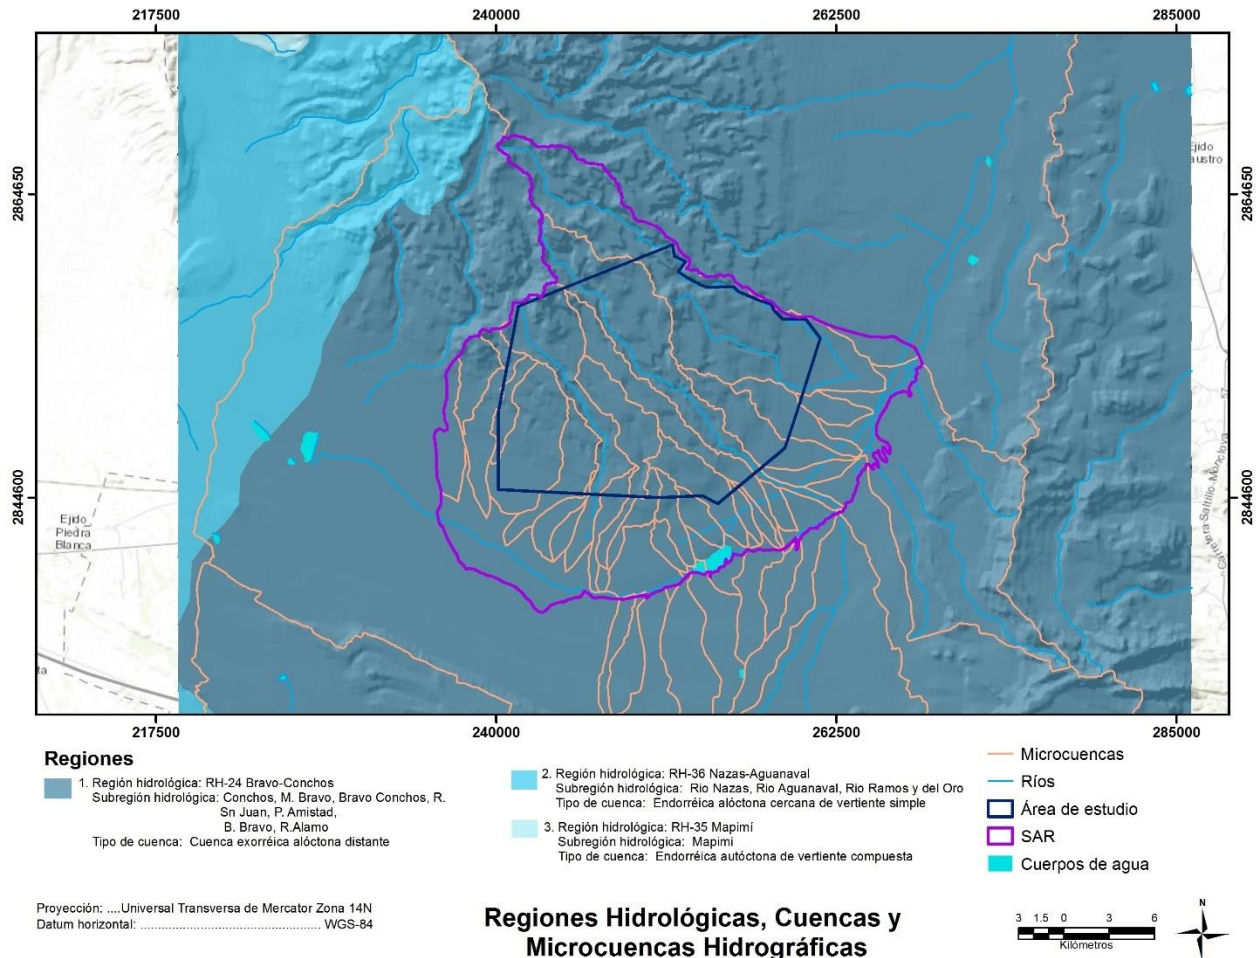 217500 240000 262500 285000
2864650 2864650
Ejido
2844600 2844600
Ejido
Piedra
Blanca
Carretera Saltillo-Monclova
57
217500 240000 262500 285000
Regiones
1. Región hidrológica: RH-24 Bravo-Conchos
Subregión hidrológica: Conchos, M. Bravo, Bravo Conchos, R.
Sn Juan, P. Amistad,
B. Bravo, R.Alamo
Tipo de cuenca: Cuenca exorréica alóctona distante
2. Región hidrológica: RH-36 Nazas-Aguanaval
Subregión hidrológica: Rio Nazas, Rio Aguanaval, Rio Ramos y del Oro
Tipo de cuenca: Endorréica alóctona cercana de vertiente simple
3. Región hidrológica: RH-35 Mapimí
Subregión hidrológica: Mapimi
Tipo de cuenca: Endorréica autóctona de vertiente compuesta
Microcuencas
Ríos
Área de estudio
SAR
Cuerpos de agua
Proyección: ....Universal Transversa de Mercator Zona 14N
Datum horizontal: ................................................ WGS-84
Regiones Hidrológicas, Cuencas y
Microcuencas Hidrográficas
3 1.5 0 3 6
Kilómetros
N